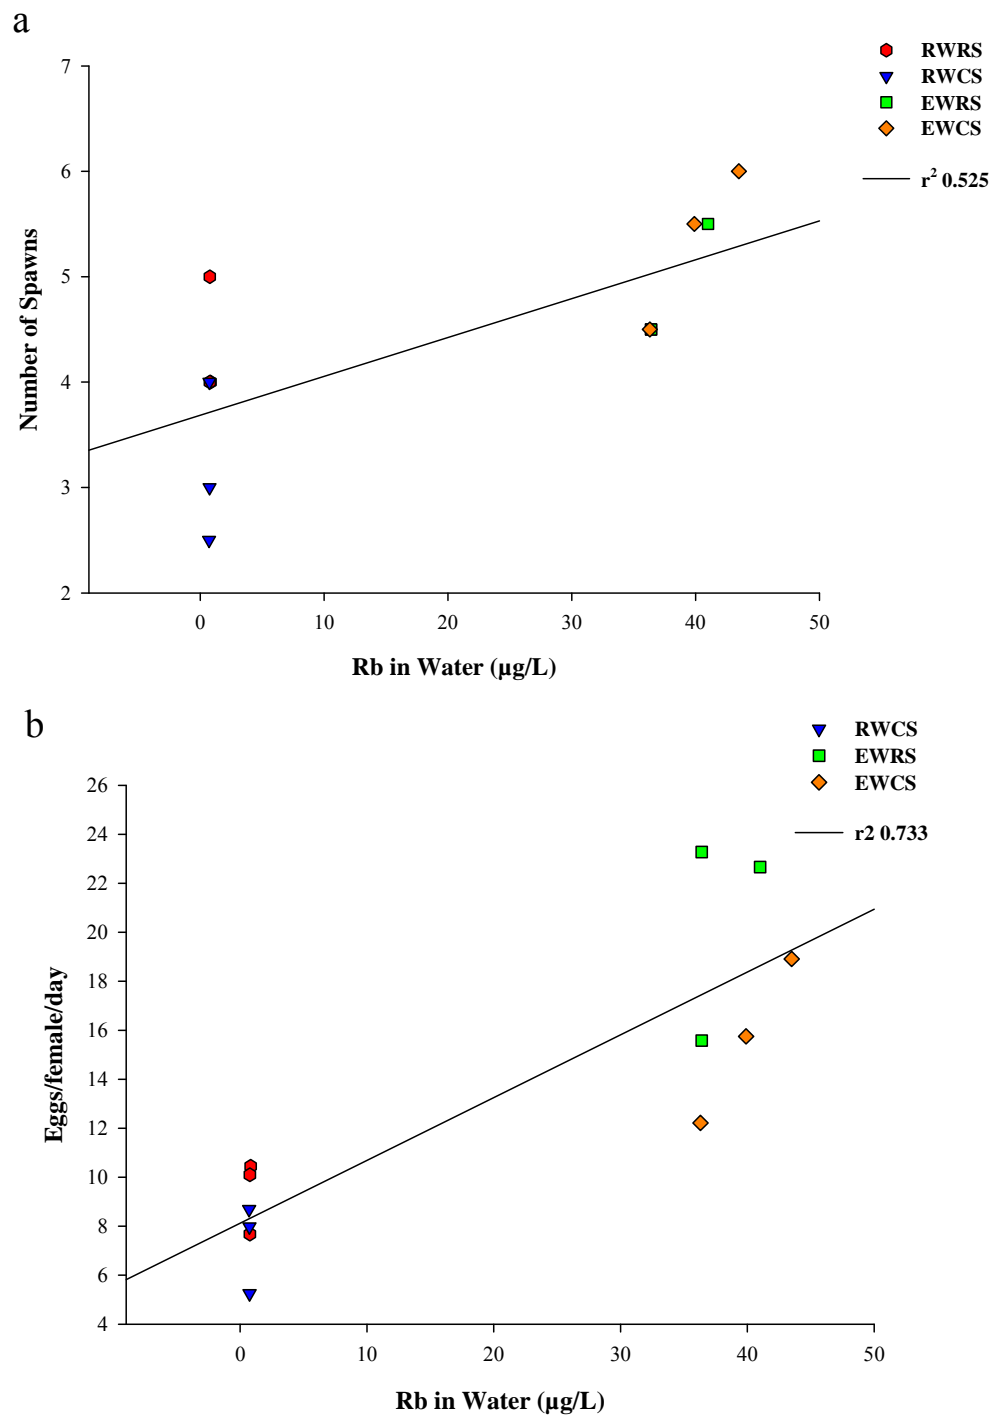 a
RWRS
RWCS
EWRS
EWCS
r² 0.525
7
6
5
4
3
2
Number of Spawns
0 10 20 30 40 50
Rb in Water (µg/L)
b
RWCS
EWRS
EWCS
r2 0.733
26
24
22
20
18
16
14
12
10
8
6
4
Eggs/female/day
0 10 20 30 40 50
Rb in Water (µg/L)